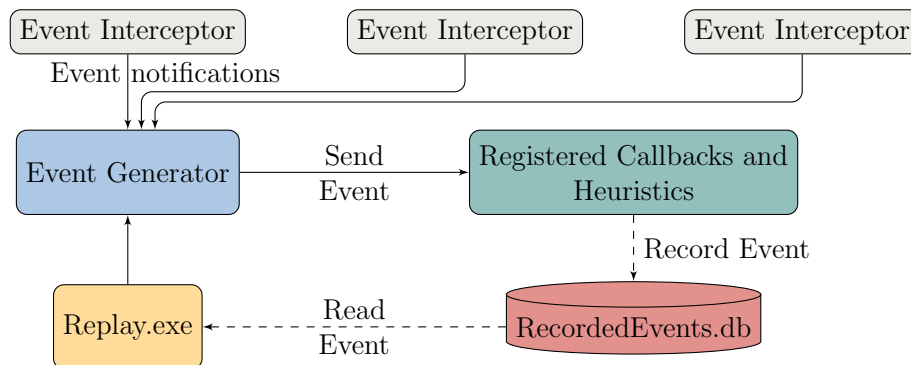 Event Interceptor
Event Interceptor
Event Interceptor
Event notifications
Event Generator
Send
Event
Registered Callbacks and
Heuristics
Record Event
Replay.exe
Read
Event
RecordedEvents.db